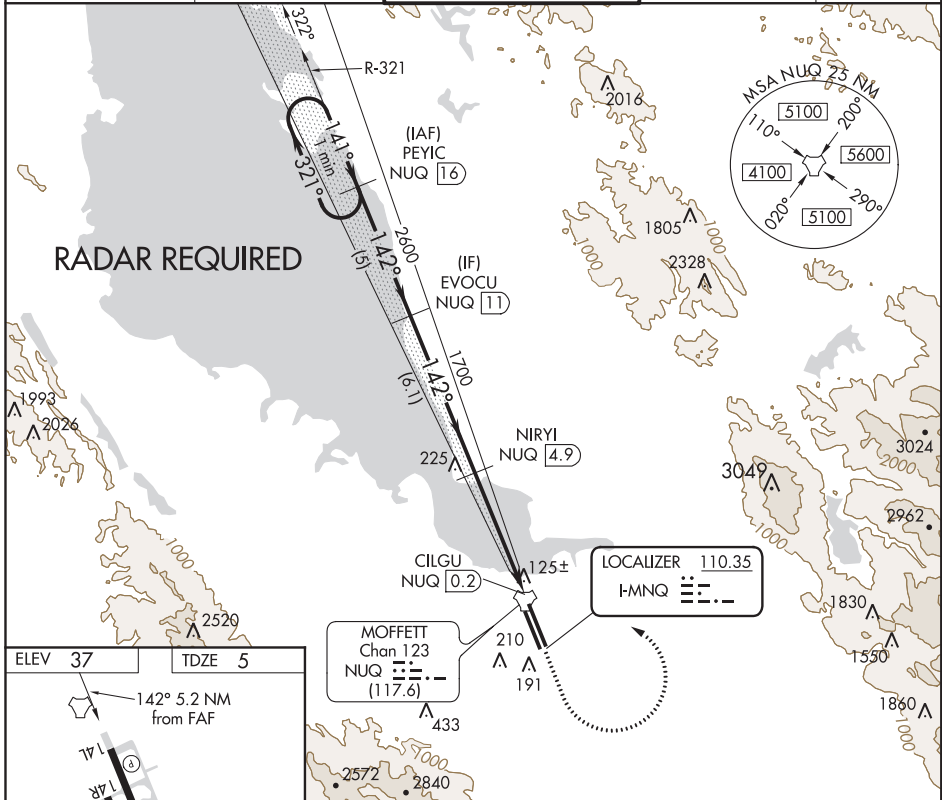 322°
R-321
141°
1 min
321°
(IAF)
PEYIC
NUQ 16
2016
MSA NUQ 25 NM
110°
5100
200°
4100
5600
020°
5100
290°
1805
1000
1000
2328
RADAR REQUIRED
142°
(5)
2600
(IF)
EVOCU
NUQ 11
142°
(6.1)
1700
1993
2026
225
NIRYI
NUQ 4.9
3049
1000
3024
2000
2962
1000
2520
CILGU
NUQ 0.2
125±
LOCALIZER 110.35
I-MNQ
MOFFETT
Chan 123
NUQ
(117.6)
210
191
433
1830
1550
1860
1000
1000
2572
2840
ELEV 37
TDZE 5
142° 5.2 NM
from FAF
14L
14R
P